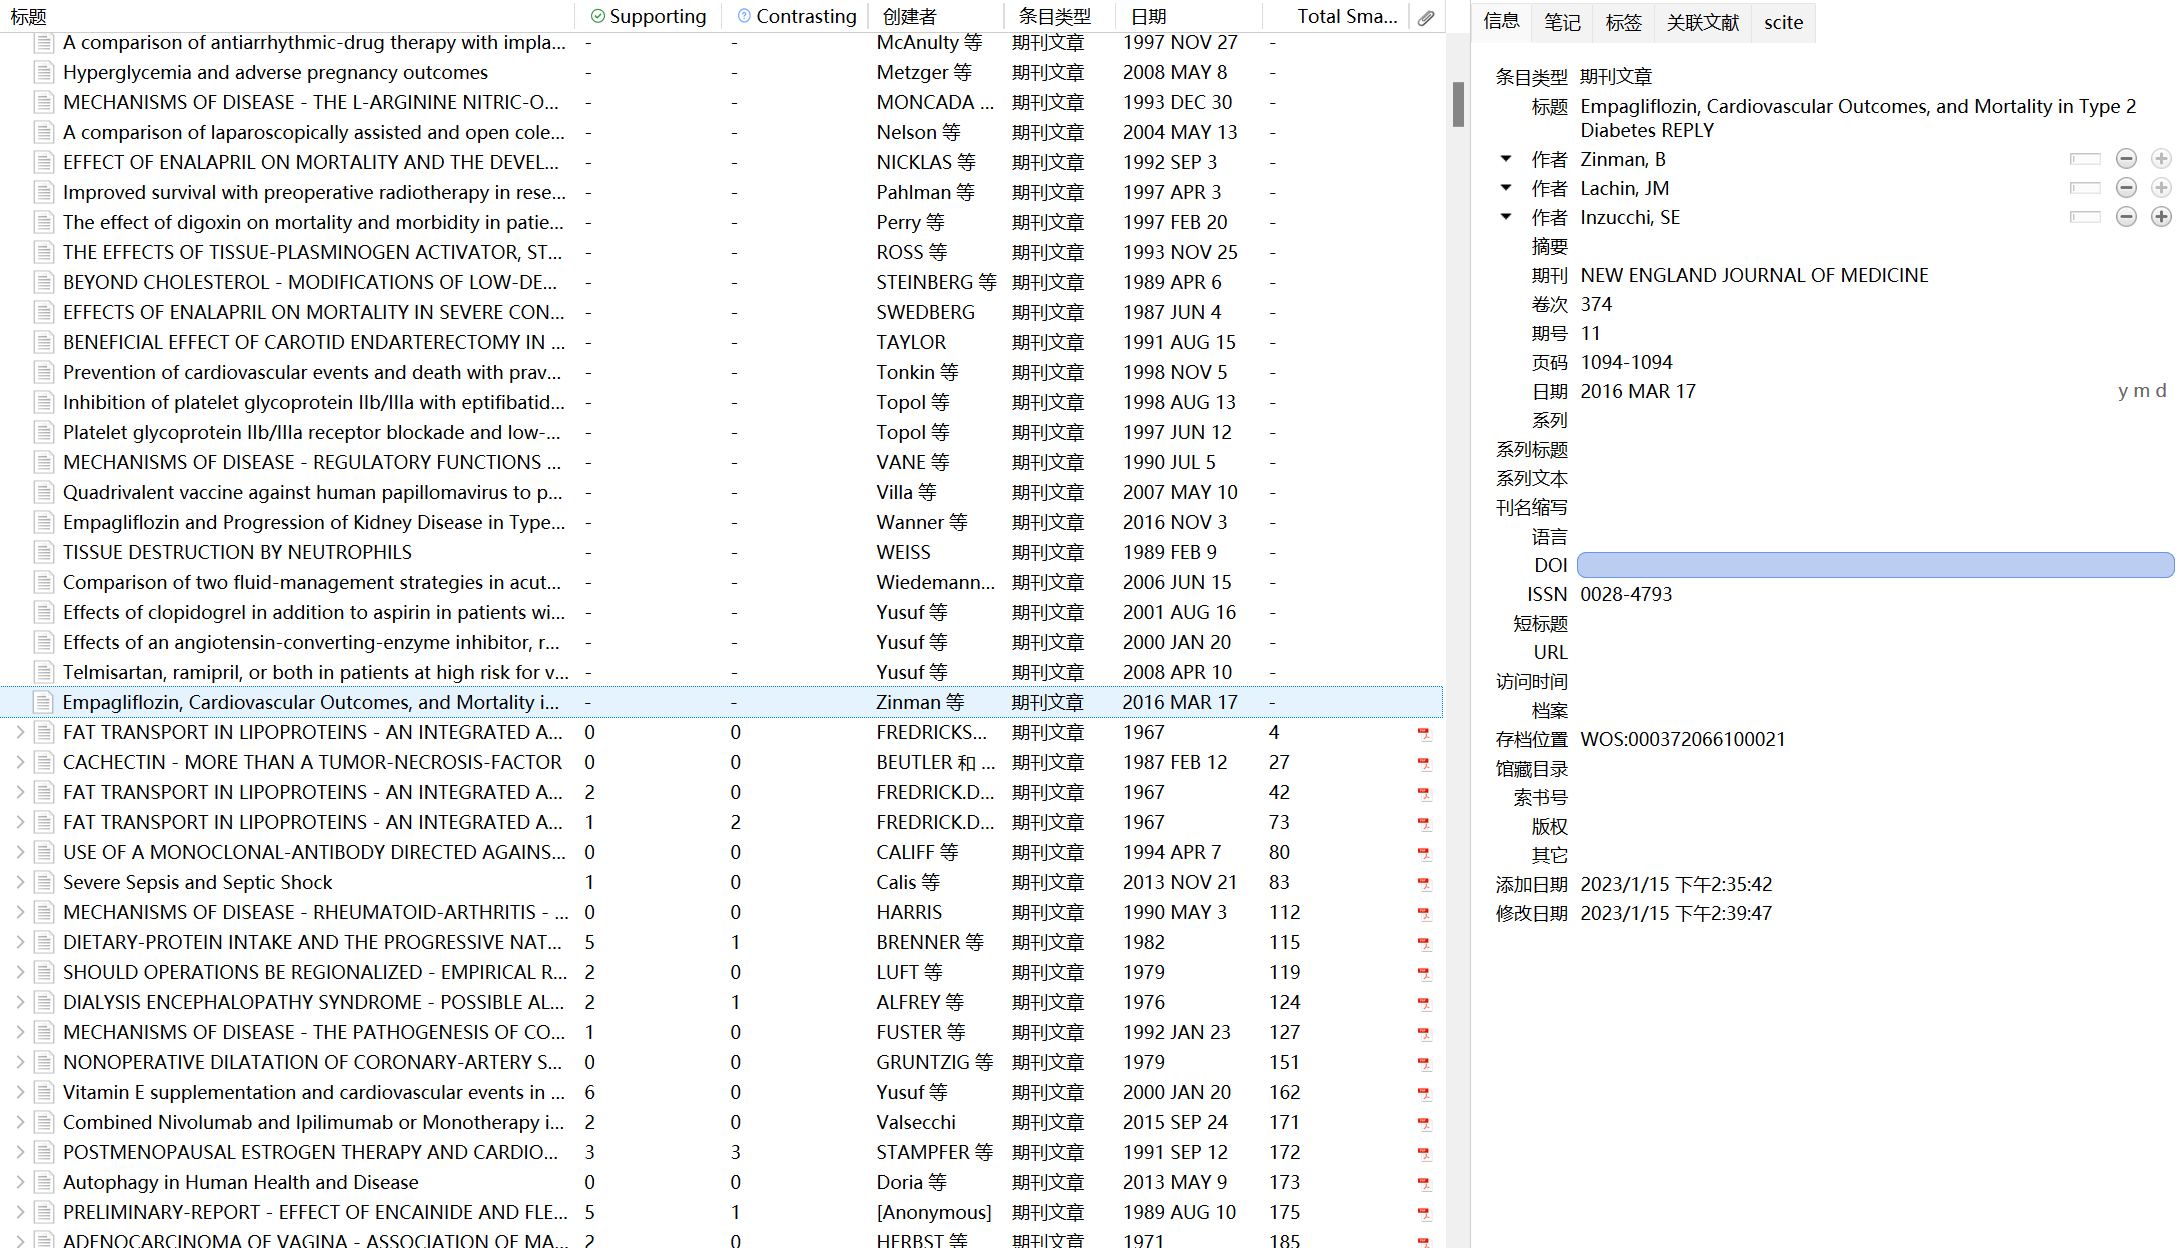 标题 Supporting Contrasting 创建者 条目类型 日期 Total Sma...
A comparison of antiarrhythmic-drug therapy with impla... - - McAnulty 等 期刊文章 1997 NOV 27 -
Hyperglycemia and adverse pregnancy outcomes - - Metzger 等 期刊文章 2008 MAY 8 -
MECHANISMS OF DISEASE - THE L-ARGININE NITRIC-O... - - MONCADA ... 期刊文章 1993 DEC 30 -
A comparison of laparoscopically assisted and open cole... - - Nelson 等 期刊文章 2004 MAY 13 -
EFFECT OF ENALAPRIL ON MORTALITY AND THE DEVEL... - - NICKLAS 等 期刊文章 1992 SEP 3 -
Improved survival with preoperative radiotherapy in rese... - - Pahlman 等 期刊文章 1997 APR 3 -
The effect of digoxin on mortality and morbidity in patie... - - Perry 等 期刊文章 1997 FEB 20 -
THE EFFECTS OF TISSUE-PLASMINOGEN ACTIVATOR, ST... - - ROSS 等 期刊文章 1993 NOV 25 -
BEYOND CHOLESTEROL - MODIFICATIONS OF LOW-DE... - - STEINBERG 等 期刊文章 1989 APR 6 -
EFFECTS OF ENALAPRIL ON MORTALITY IN SEVERE CON... - - SWEDBERG 期刊文章 1987 JUN 4 -
BENEFICIAL EFFECT OF CAROTID ENDARTERECTOMY IN ... - - TAYLOR 期刊文章 1991 AUG 15 -
Prevention of cardiovascular events and death with prav... - - Tonkin 等 期刊文章 1998 NOV 5 -
Inhibition of platelet glycoprotein IIb/IIIa with eptifibatid... - - Topol 等 期刊文章 1998 AUG 13 -
Platelet glycoprotein IIb/IIIa receptor blockade and low-... - - Topol 等 期刊文章 1997 JUN 12 -
MECHANISMS OF DISEASE - REGULATORY FUNCTIONS ... - - VANE 等 期刊文章 1990 JUL 5 -
Quadrivalent vaccine against human papillomavirus to p... - - Villa 等 期刊文章 2007 MAY 10 -
Empagliflozin and Progression of Kidney Disease in Type... - - Wanner 等 期刊文章 2016 NOV 3 -
TISSUE DESTRUCTION BY NEUTROPHILS - - WEISS 期刊文章 1989 FEB 9 -
Comparison of two fluid-management strategies in acut... - - Wiedemann... 期刊文章 2006 JUN 15 -
Effects of clopidogrel in addition to aspirin in patients wi... - - Yusuf 等 期刊文章 2001 AUG 16 -
Effects of an angiotensin-converting-enzyme inhibitor, r... - - Yusuf 等 期刊文章 2000 JAN 20 -
Telmisartan, ramipril, or both in patients at high risk for v... - - Yusuf 等 期刊文章 2008 APR 10 -
Empagliflozin, Cardiovascular Outcomes, and Mortality i... - - Zinman 等 期刊文章 2016 MAR 17 -
FAT TRANSPORT IN LIPOPROTEINS - AN INTEGRATED A... 0 0 FREDRICKS... 期刊文章 1967 4
CACHECTIN - MORE THAN A TUMOR-NECROSIS-FACTOR 0 0 BEUTLER 和 ... 期刊文章 1987 FEB 12 27
FAT TRANSPORT IN LIPOPROTEINS - AN INTEGRATED A... 2 0 FREDRICK.D... 期刊文章 1967 42
FAT TRANSPORT IN LIPOPROTEINS - AN INTEGRATED A... 1 2 FREDRICK.D... 期刊文章 1967 73
USE OF A MONOCLONAL-ANTIBODY DIRECTED AGAINS... 0 0 CALIFF 等 期刊文章 1994 APR 7 80
Severe Sepsis and Septic Shock 1 0 Calis 等 期刊文章 2013 NOV 21 83
MECHANISMS OF DISEASE - RHEUMATOID-ARTHRITIS - ... 0 0 HARRIS 期刊文章 1990 MAY 3 112
DIETARY-PROTEIN INTAKE AND THE PROGRESSIVE NAT... 5 1 BRENNER 等 期刊文章 1982 115
SHOULD OPERATIONS BE REGIONALIZED - EMPIRICAL R... 2 0 LUFT 等 期刊文章 1979 119
DIALYSIS ENCEPHALOPATHY SYNDROME - POSSIBLE AL... 2 1 ALFREY 等 期刊文章 1976 124
MECHANISMS OF DISEASE - THE PATHOGENESIS OF CO... 1 0 FUSTER 等 期刊文章 1992 JAN 23 127
NONOPERATIVE DILATATION OF CORONARY-ARTERY S... 0 0 GRUNTZIG 等 期刊文章 1979 151
Vitamin E supplementation and cardiovascular events in ... 6 0 Yusuf 等 期刊文章 2000 JAN 20 162
Combined Nivolumab and Ipilimumab or Monotherapy i... 2 0 Valsecchi 期刊文章 2015 SEP 24 171
POSTMENOPAUSAL ESTROGEN THERAPY AND CARDIO... 3 3 STAMPFER 等 期刊文章 1991 SEP 12 172
Autophagy in Human Health and Disease 0 0 Doria 等 期刊文章 2013 MAY 9 173
PRELIMINARY-REPORT - EFFECT OF ENCAINIDE AND FLE... 5 1 [Anonymous] 期刊文章 1989 AUG 10 175
ADENOCARCINOMA OF VAGINA - ASSOCIATION OF MA... 2 0 HERBST 等 期刊文章 1971 185
信息 笔记 标签 关联文献 scite
条目类型 期刊文章
标题 Empagliflozin, Cardiovascular Outcomes, and Mortality in Type 2
Diabetes REPLY
作者 Zinman, B
作者 Lachin, JM
作者 Inzucchi, SE
摘要
期刊 NEW ENGLAND JOURNAL OF MEDICINE
卷次 374
期号 11
页码 1094-1094
日期 2016 MAR 17 y m d
系列
系列标题
系列文本
刊名缩写
语言
DOI
ISSN 0028-4793
短标题
URL
访问时间
档案
存档位置 WOS:000372066100021
馆藏目录
索书号
版权
其它
添加日期 2023/1/15 下午2:35:42
修改日期 2023/1/15 下午2:39:47